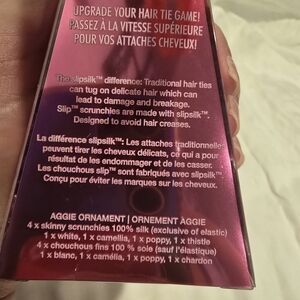 UPGRADE YOUR HAIR TIE GAME!
PASSEZ À LA VITESSE SUPÉRIEURE
POUR VOS ATTACHES CHEVEUX!
The slipsilk™ difference: Traditional hair ties
can tug on delicate hair which can
lead to damage and breakage.
Slip™ scrunchies are made with slipsilk™.
Designed to avoid hair creases.
La différence slipsilk™: Les attaches traditionnelles
peuvent tirer les cheveux délicats, ce qui a pour
résultat de les endommager et de les casser.
Les chouchous slip™ sont fabriqués avec slipsilk™.
Conçu pour éviter les marques sur les cheveux.
AGGIE ORNAMENT | ORNEMENT AGGIE
4 x skinny scrunchies 100% silk (exclusive of elastic)
1 x white, 1 x camellia, 1 x poppy, 1 x thistle
4 x chouchous fins 100 % soie (sauf l'élastique)
1 x blanc, 1 x camélia, 1 x poppy, 1 x chardon